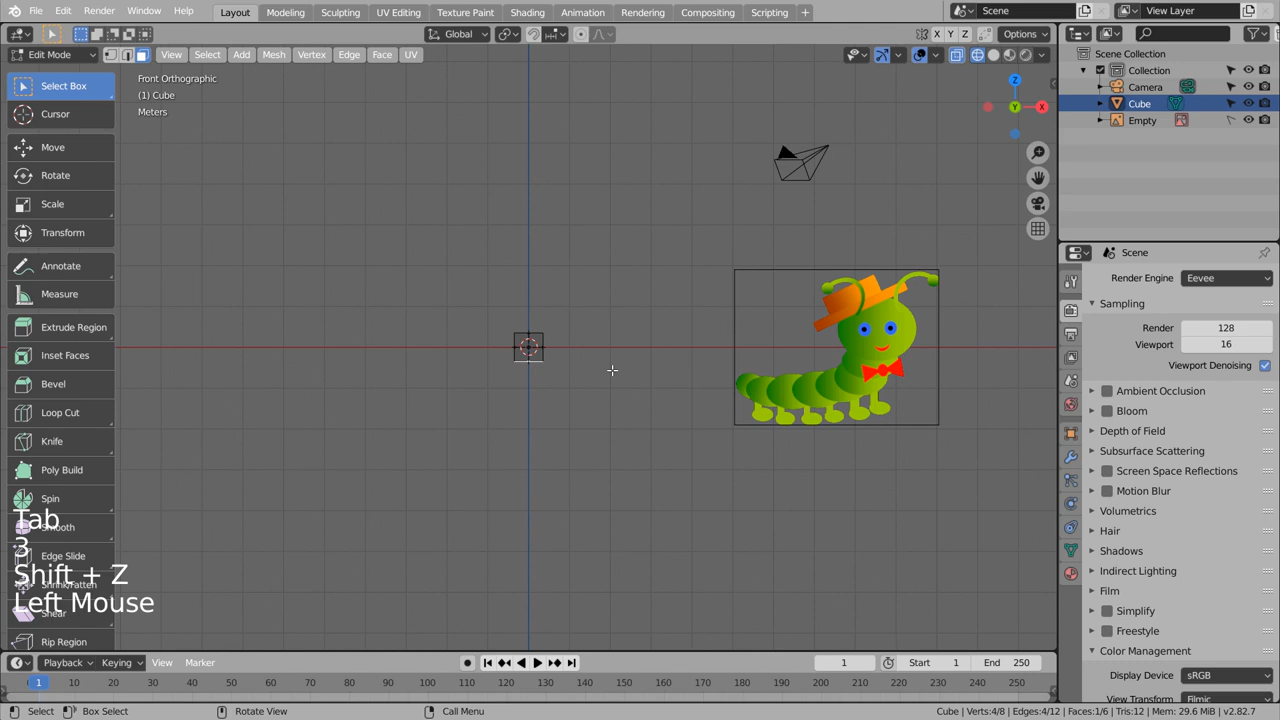 File Edit Render Window Help Layout Modeling Sculpting UV Editing Texture Paint Shading Animation Rendering Compositing Scripting + Scene View Layer
Global X Y Z Options
Edit Mode View Select Add Mesh Vertex Edge Face UV
Scene Collection
Collection
Camera
Cube
Empty
Select Box
Cursor
Move
Rotate
Scale
Transform
Annotate
Measure
Extrude Region
Inset Faces
Bevel
Loop Cut
Knife
Poly Build
Spin
Smooth
Edge Slide
Shrink/Fatten
Shear
Rip Region
Front Orthographic
(1) Cube
Meters
Z
Y
X
Tab
3
Shift + Z
Left Mouse
Scene
Render Engine Eevee
Sampling
Render 128
Viewport 16
Viewport Denoising
Ambient Occlusion
Bloom
Depth of Field
Subsurface Scattering
Screen Space Reflections
Motion Blur
Volumetrics
Hair
Shadows
Indirect Lighting
Film
Simplify
Freestyle
Color Management
Display Device sRGB
View Transform Filmic
Playback Keying View Marker 1 Start 1 End 250
1 10 20 30 40 50 60 70 80 90 100 110 120 130 140 150 160 170 180 190 200 210 220 230 240 250
Select Box Select Rotate View Call Menu Cube | Verts:4/8 | Edges:4/12 | Faces:1/6 | Tris:12 | Mem: 29.6 MiB | v2.82.7